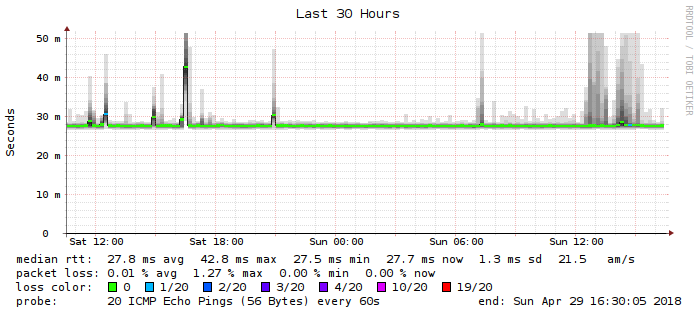 Last 30 Hours
RRDTOOL / TOBI OETIKER
Seconds
50 m
40 m
30 m
20 m
10 m
0
Sat 12:00 Sat 18:00 Sun 00:00 Sun 06:00 Sun 12:00
median rtt: 27.8 ms avg 42.8 ms max 27.5 ms min 27.7 ms now 1.3 ms sd 21.5 am/s
packet loss: 0.01 % avg 1.27 % max 0.00 % min 0.00 % now
loss color: 0 1/20 2/20 3/20 4/20 10/20 19/20
probe: 20 ICMP Echo Pings (56 Bytes) every 60s end: Sun Apr 29 16:30:05 2018